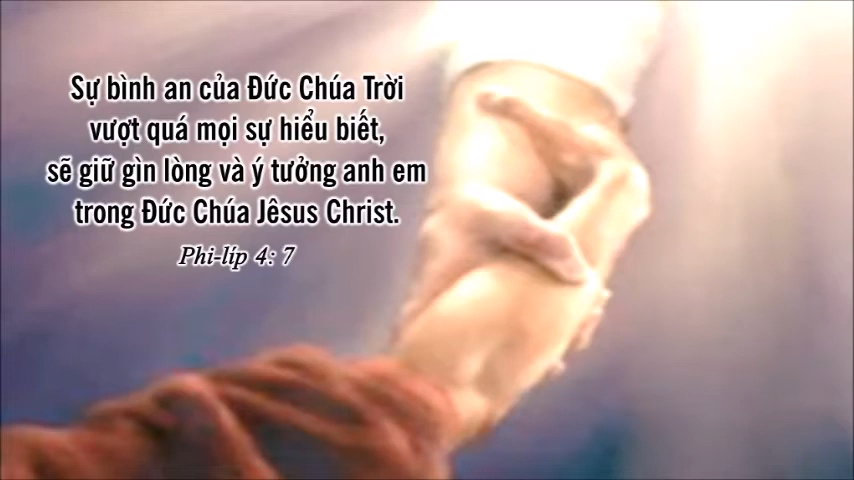 Sự bình an của Đức Chúa Trời
vượt quá mọi sự hiểu biết,
sẽ giữ gìn lòng và ý tưởng anh em
trong Đức Chúa Jêsus Christ.
Phi-líp 4: 7